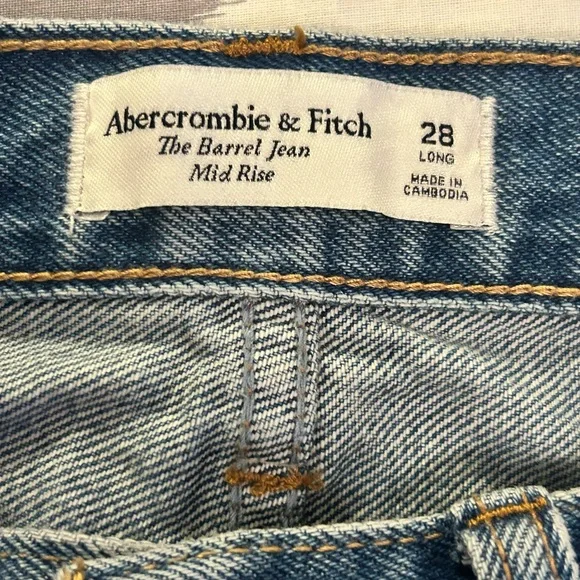 Abercrombie & Fitch
The Barrel Jean
Mid Rise
28
LONG
MADE IN
CAMBODIA